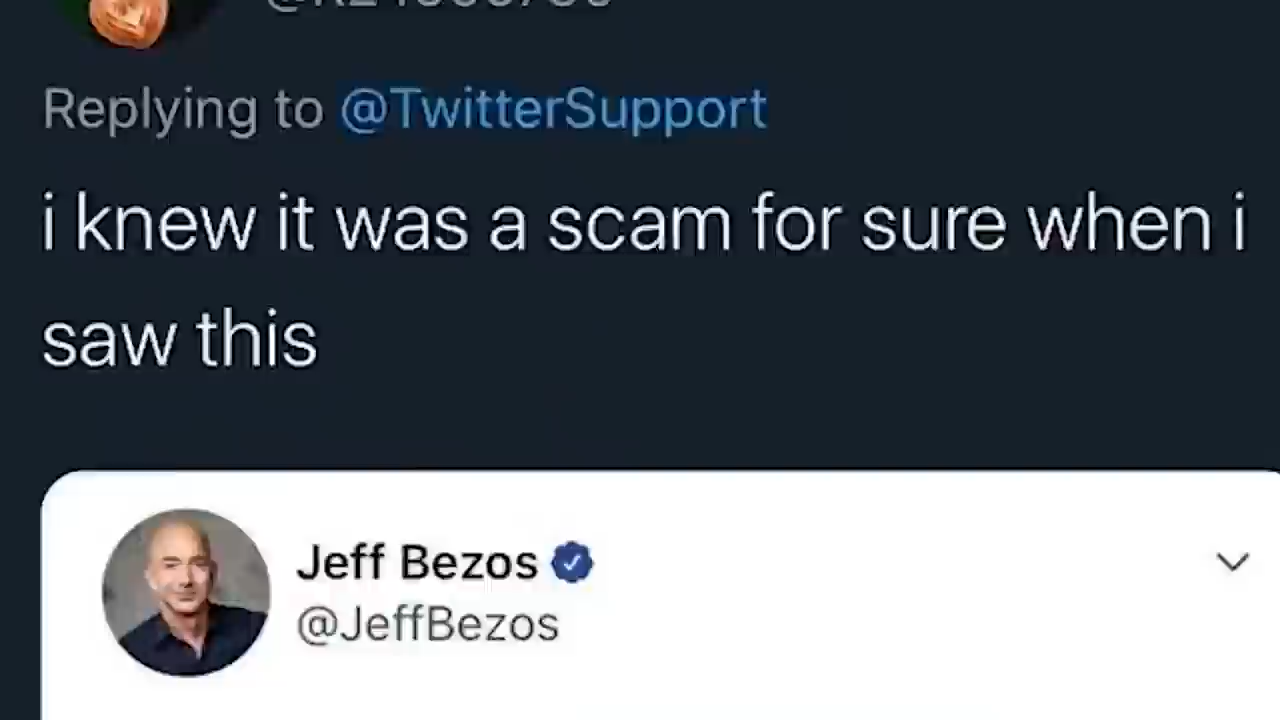 Replying to @TwitterSupport
i knew it was a scam for sure when i
saw this
Jeff Bezos
@JeffBezos